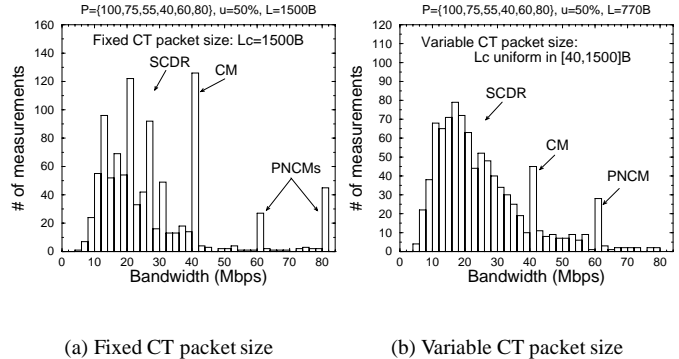 P={100,75,55,40,60,80}, u=50%, L=1500B
160
140
120
100
80
60
40
20
0
# of measurements
Fixed CT packet size: Lc=1500B
SCDR
CM
PNCMs
0 10 20 30 40 50 60 70 80
Bandwidth (Mbps)
(a) Fixed CT packet size
P={100,75,55,40,60,80}, u=50%, L=770B
120
110
100
90
80
70
60
50
40
30
20
10
0
# of measurements
Variable CT packet size:
Lc uniform in [40,1500]B
SCDR
CM
PNCM
0 10 20 30 40 50 60 70 80
Bandwidth (Mbps)
(b) Variable CT packet size